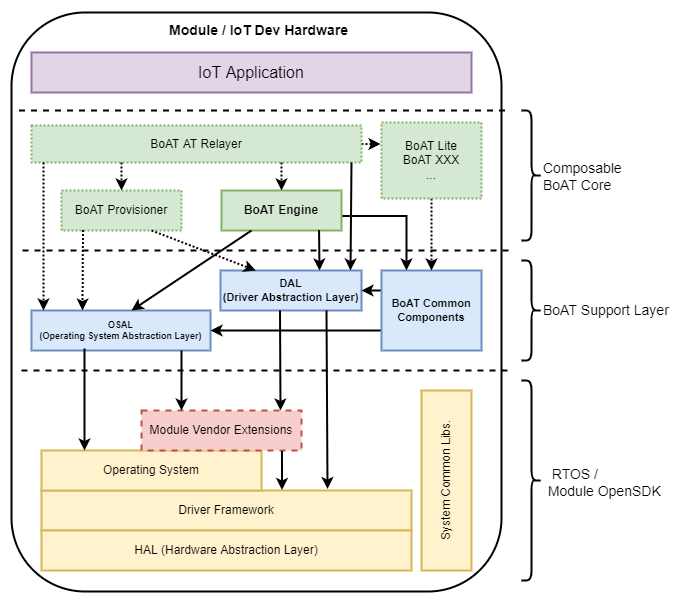 Module / IoT Dev Hardware
IoT Application
BoAT AT Relayer
BoAT Lite
BoAT XXX
...
Composable
BoAT Core
BoAT Provisioner
BoAT Engine
DAL
(Driver Abstraction Layer)
BoAT Common
Components
BoAT Support Layer
OSAL
(Operating System Abstraction Layer)
Module Vendor Extensions
Operating System
Driver Framework
HAL (Hardware Abstraction Layer)
System Common Libs.
RTOS /
Module OpenSDK